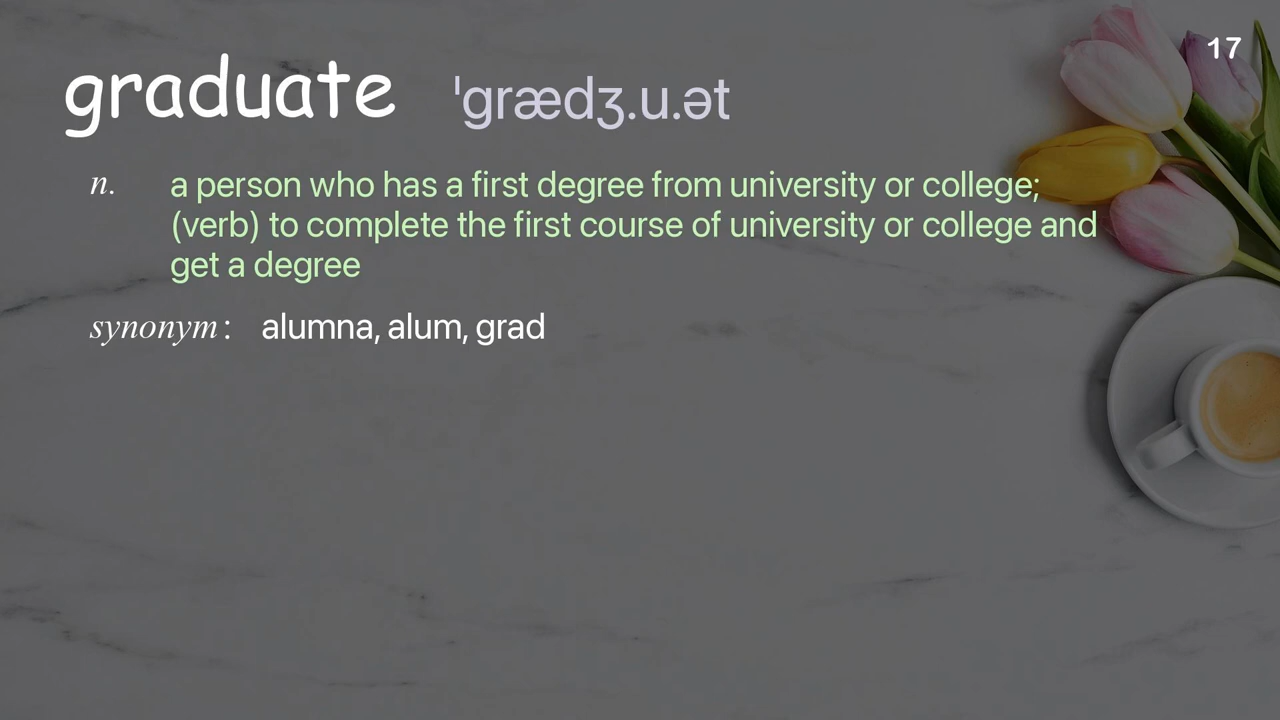 17
graduate ˈɡrædʒ.u.ət
n. a person who has a first degree from university or college;
(verb) to complete the first course of university or college and
get a degree
synonym: alumna, alum, grad